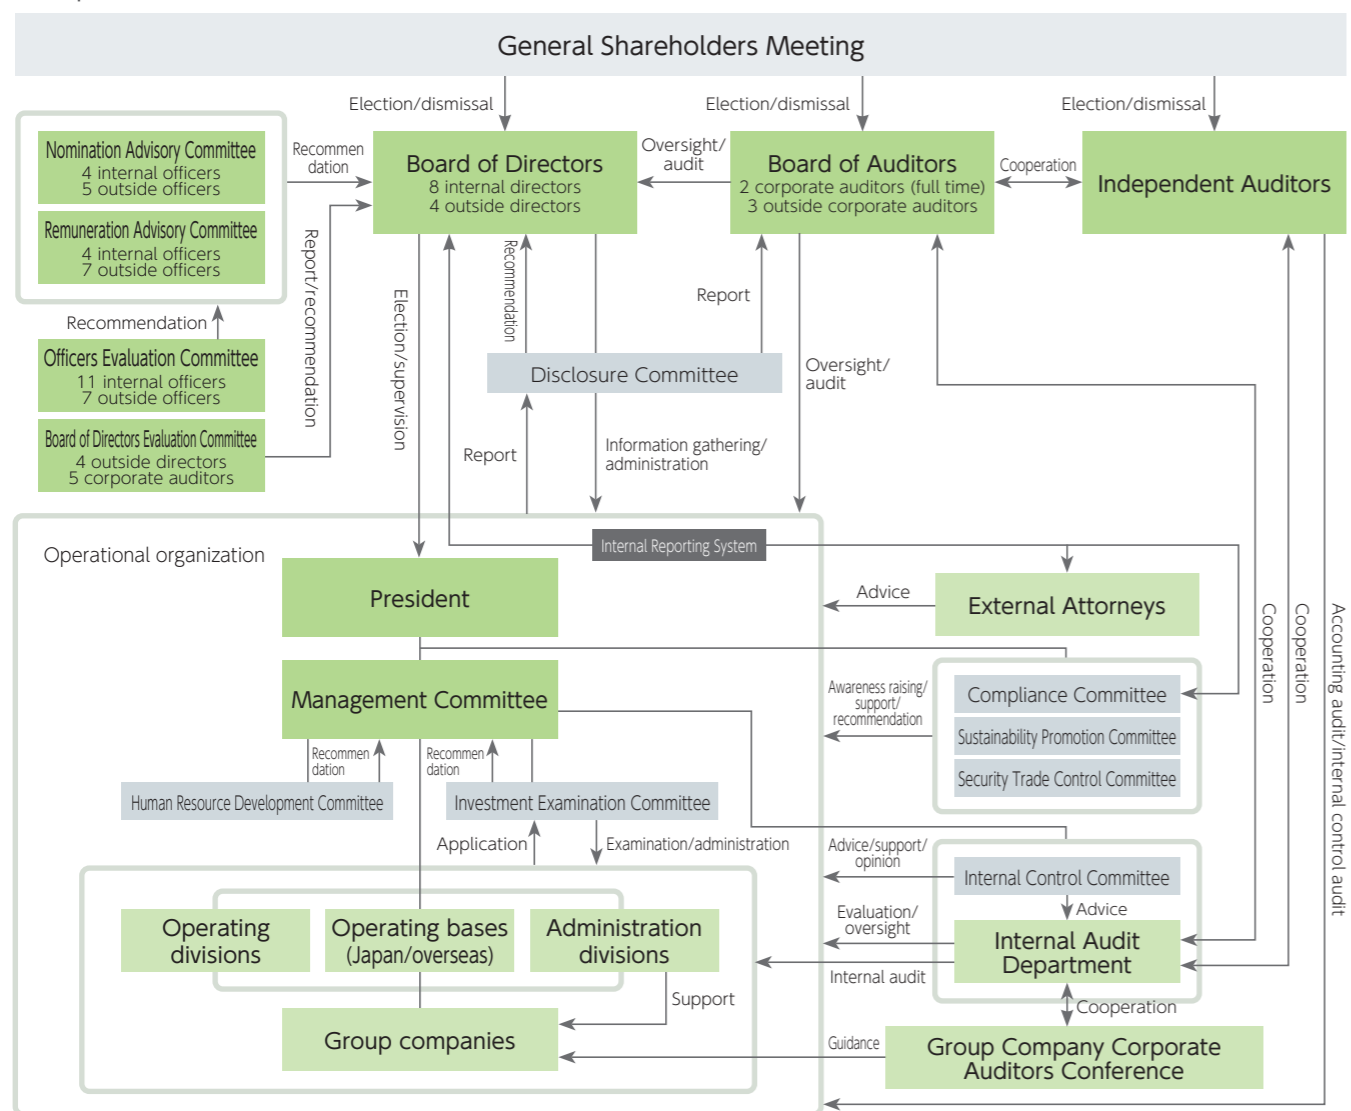 General Shareholders Meeting
Election/dismissal
Election/dismissal
Election/dismissal
Nomination Advisory Committee
4 internal officers
5 outside officers
Remuneration Advisory Committee
4 internal officers
7 outside officers
Recommen
dation
Board of Directors
8 internal directors
4 outside directors
Oversight/
audit
Board of Auditors
2 corporate auditors (full time)
3 outside corporate auditors
Cooperation
Independent Auditors
Recommendation
Officers Evaluation Committee
11 internal officers
7 outside officers
Board of Directors Evaluation Committee
4 outside directors
5 corporate auditors
Report/recommendation
Election/supervision
Recommendation
Report
Disclosure Committee
Oversight/
audit
Report
Information gathering/
administration
Operational organization
Internal Reporting System
President
Advice
External Attorneys
Cooperation
Cooperation
Accounting audit/internal control audit
Management Committee
Awareness raising/
support/
recommendation
Compliance Committee
Sustainability Promotion Committee
Security Trade Control Committee
Recommen
dation
Recommen
dation
Human Resource Development Committee
Investment Examination Committee
Application
Examination/administration
Advice/support/
opinion
Internal Control Committee
Advice
Evaluation/
oversight
Internal Audit
Department
Internal audit
Operating
divisions
Operating bases
(Japan/overseas)
Administration
divisions
Support
Cooperation
Group companies
Guidance
Group Company Corporate
Auditors Conference